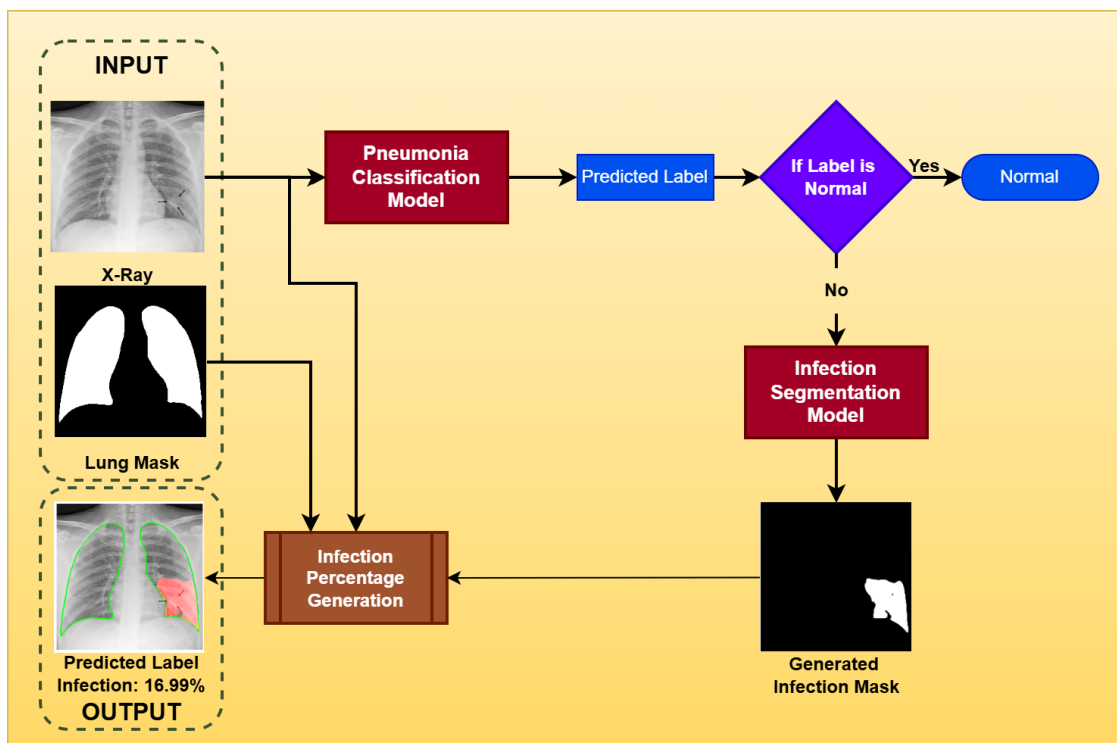 INPUT
X-Ray
Lung Mask
Pneumonia
Classification
Model
Predicted Label
If Label is
Normal
Yes
Normal
No
Infection
Segmentation
Model
Generated
Infection Mask
Infection
Percentage
Generation
Predicted Label
Infection: 16.99%
OUTPUT